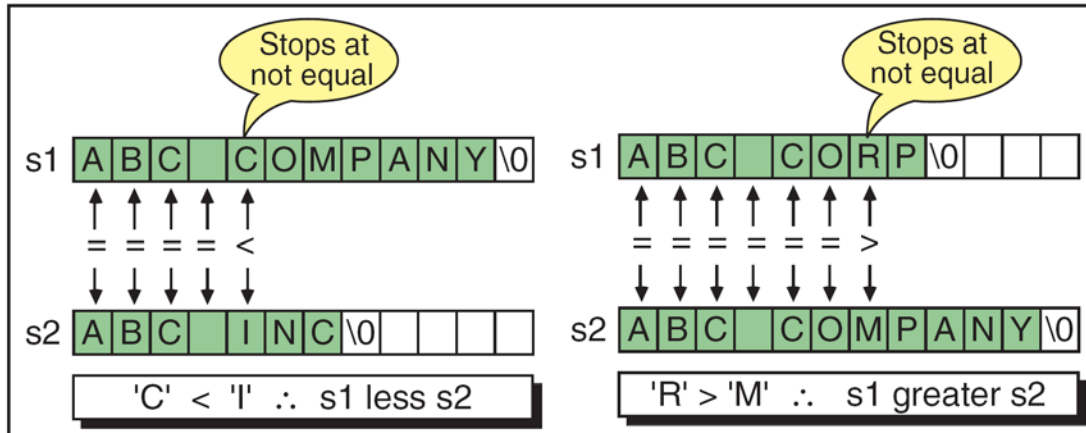 Stops at
not equal
s1 A B C C O M P A N Y \0
= = = = <
s2 A B C I N C \0
'C' < 'I' ∴ s1 less s2
Stops at
not equal
s1 A B C C O R P \0
= = = = = = >
s2 A B C C O M P A N Y \0
'R' > 'M' ∴ s1 greater s2